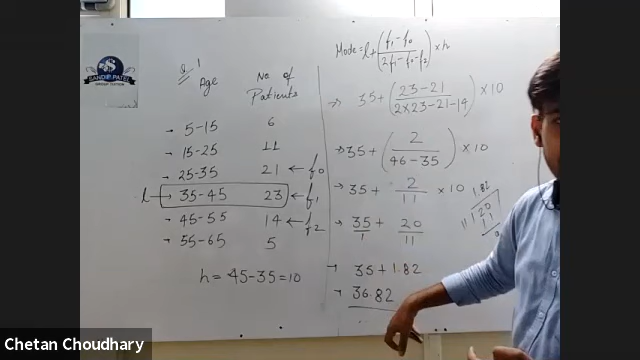 SANDIP PATEL
Q-1
Age
No. of Patients
5-15 6
15-25 11
25-35 21 ← f0
l → 35-45 23 ← f1
45-55 14 ← f2
55-65 5
h = 45-35 = 10
Mode = l + (f1 - f0 / 2f1 - f0 - f2) × h
→ 35 + (23-21 / 2×23-21-14) × 10
→ 35 + (2 / 46-35) × 10
→ 35 + 2/11 × 10
→ 35/1 + 20/11
→ 35 + 1.82
→ 36.82
Chetan Choudhary